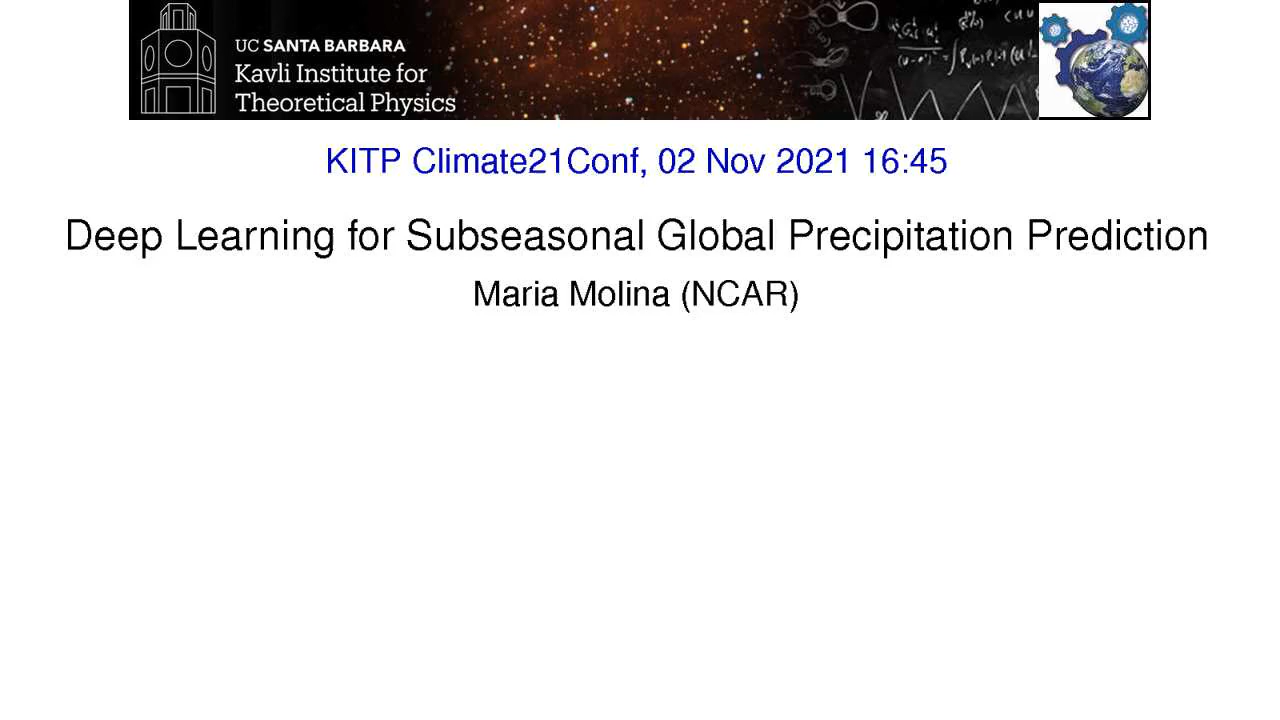 UC SANTA BARBARA
Kavli Institute for
Theoretical Physics
KITP Climate21Conf, 02 Nov 2021 16:45
Deep Learning for Subseasonal Global Precipitation Prediction
Maria Molina (NCAR)